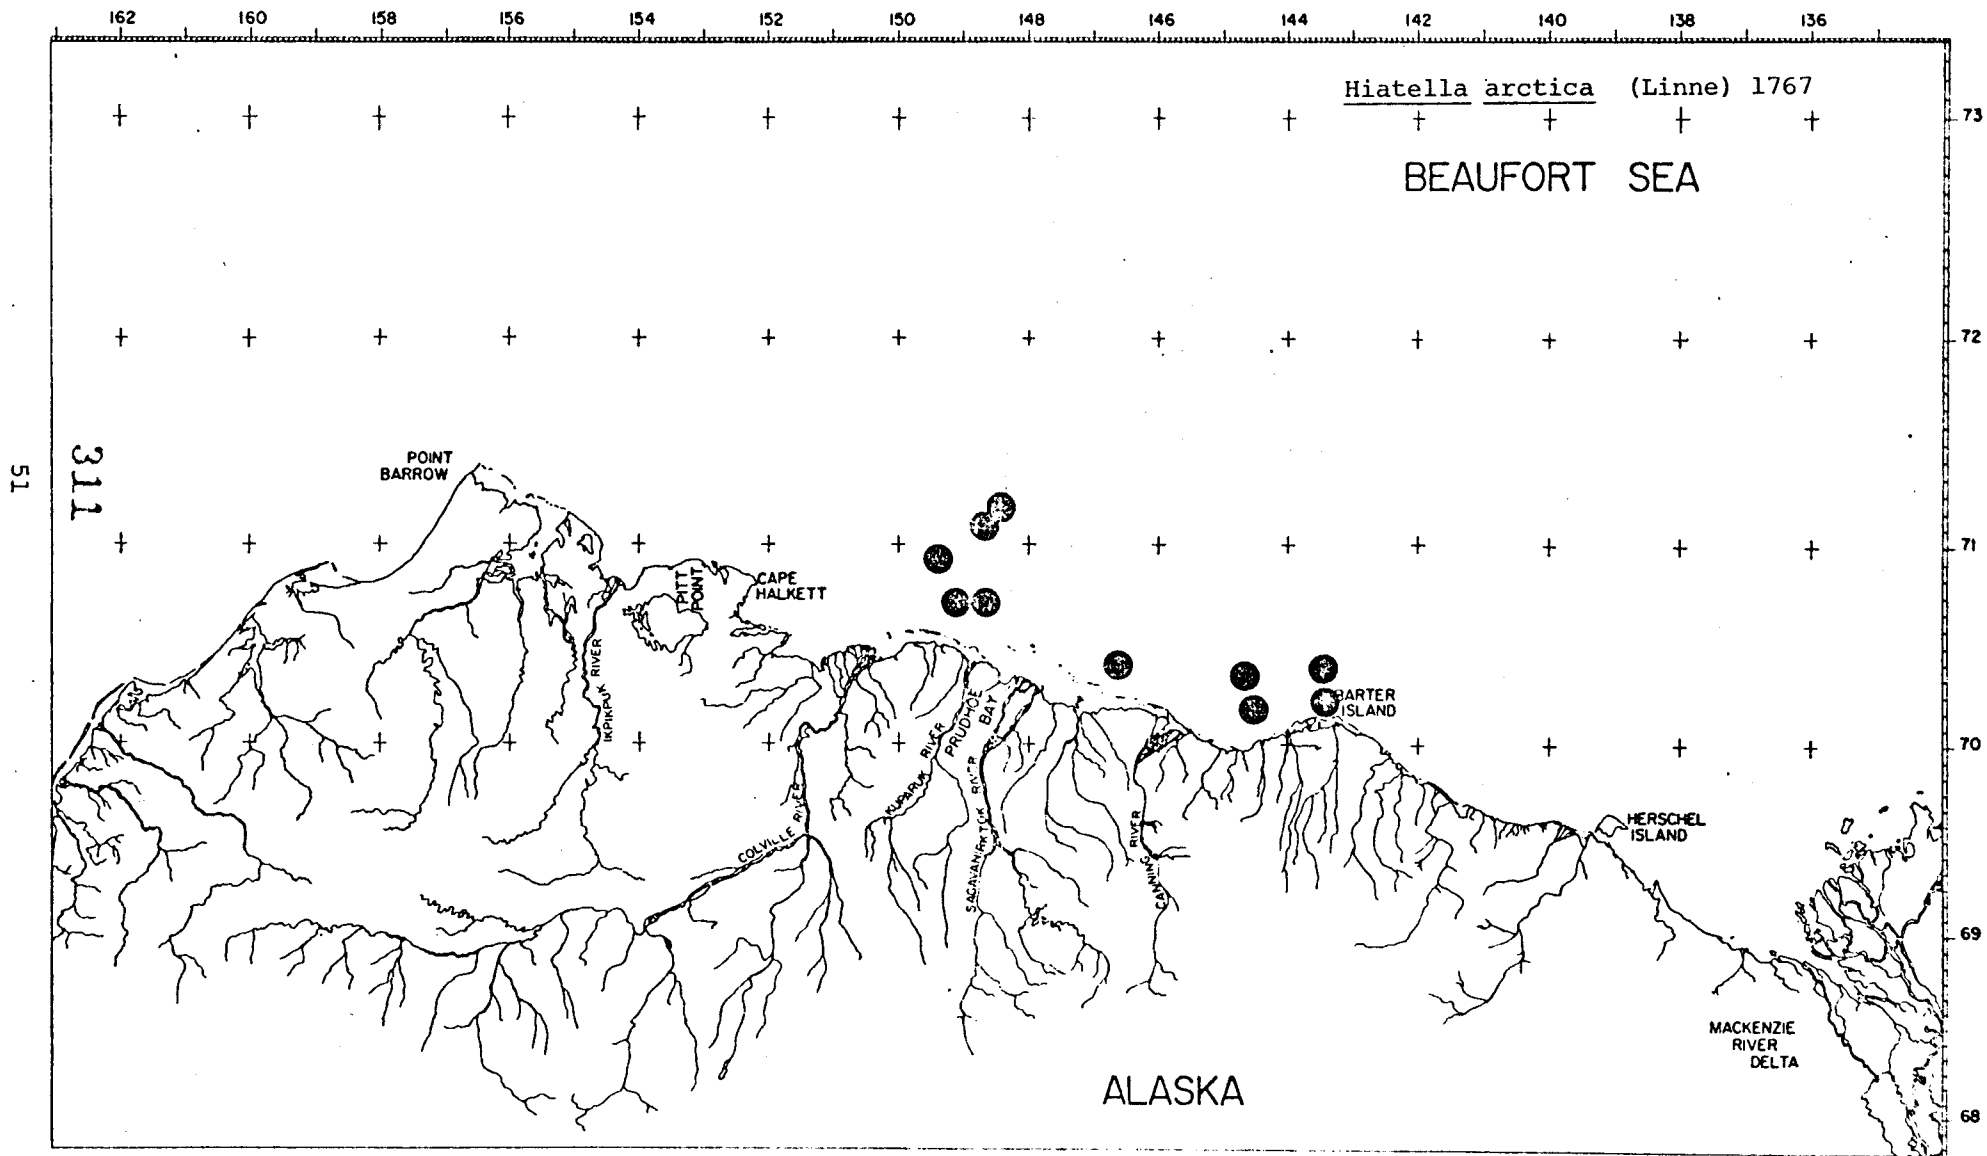 162 160 158 156 154 152 150 148 146 144 142 140 138 136
Hiatella arctica (Linne) 1767
73
BEAUFORT SEA
72
POINT
BARROW
311
51
71
PITT
POINT
CAPE
HALKETT
IKPIKPUK RIVER
BARTER
ISLAND
PRUDHOE
BAY
KUPARUK RIVER
70
COLVILLE RIVER
SAGAVANIRKTOK RIVER
CANNING RIVER
HERSCHEL
ISLAND
69
MACKENZIE
RIVER
DELTA
ALASKA
68